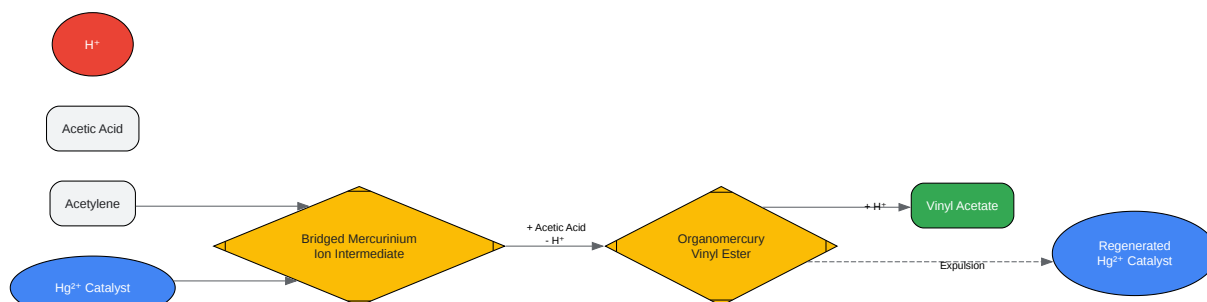 H⁺
Acetic Acid
Acetylene
Hg²⁺ Catalyst
Bridged Mercurinium
Ion Intermediate
+ Acetic Acid
- H⁺
Organomercury
Vinyl Ester
+ H⁺
Expulsion
Vinyl Acetate
Regenerated
Hg²⁺ Catalyst